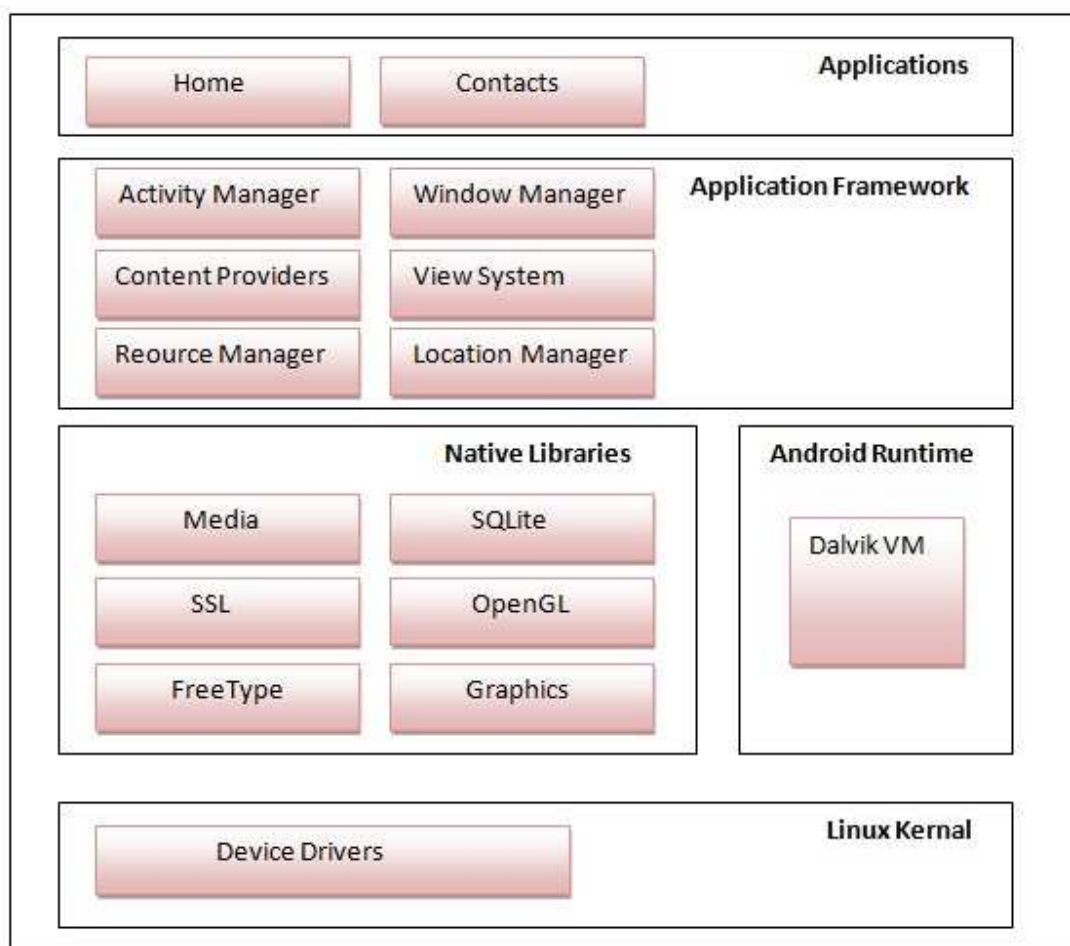 Applications
Home
Contacts
Application Framework
Activity Manager
Window Manager
Content Providers
View System
Reource Manager
Location Manager
Native Libraries
Media
SQLite
SSL
OpenGL
FreeType
Graphics
Android Runtime
Dalvik VM
Linux Kernal
Device Drivers